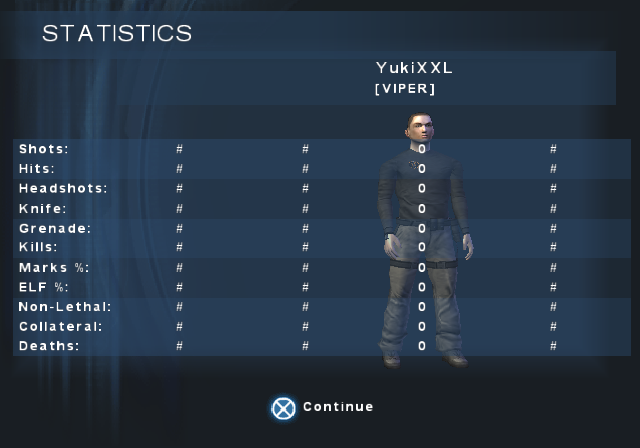 STATISTICS
YukiXXL
[VIPER]
Shots: # # 0 #
Hits: # # 0 #
Headshots: # # 0 #
Knife: # # 0 #
Grenade: # # 0 #
Kills: # # 0 #
Marks %: # # 0 #
ELF %: # # 0 #
Non-Lethal: # # 0 #
Collateral: # # 0 #
Deaths: # # 0 #
Continue